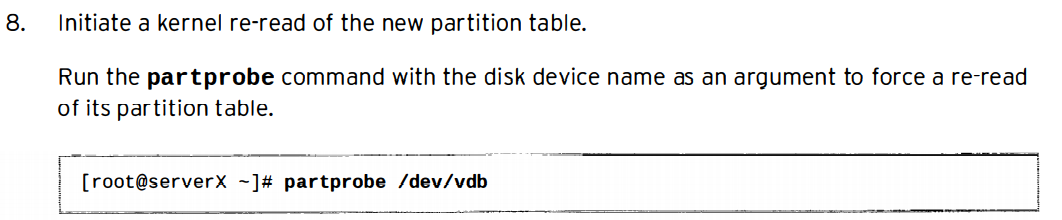 8. Initiate a kernel re-read of the new partition table.
Run the partprobe command with the disk device name as an argument to force a re-read
of its partition table.
[root@serverX ~]# partprobe /dev/vdb